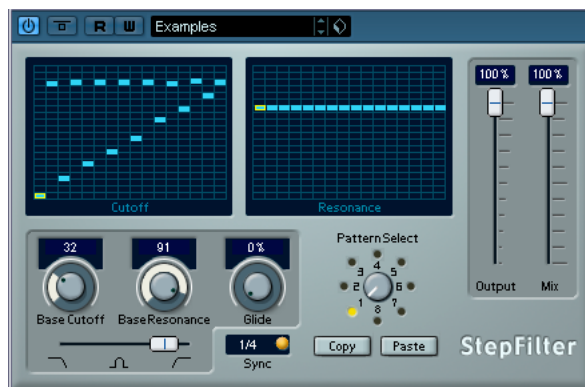 R W Examples
100% 100%
Cutoff Resonance
32 91 0%
Pattern Select
1 2 3 4 5 6 7 8
Base Cutoff Base Resonance Glide
Output Mix
1/4
Sync
Copy Paste
StepFilter